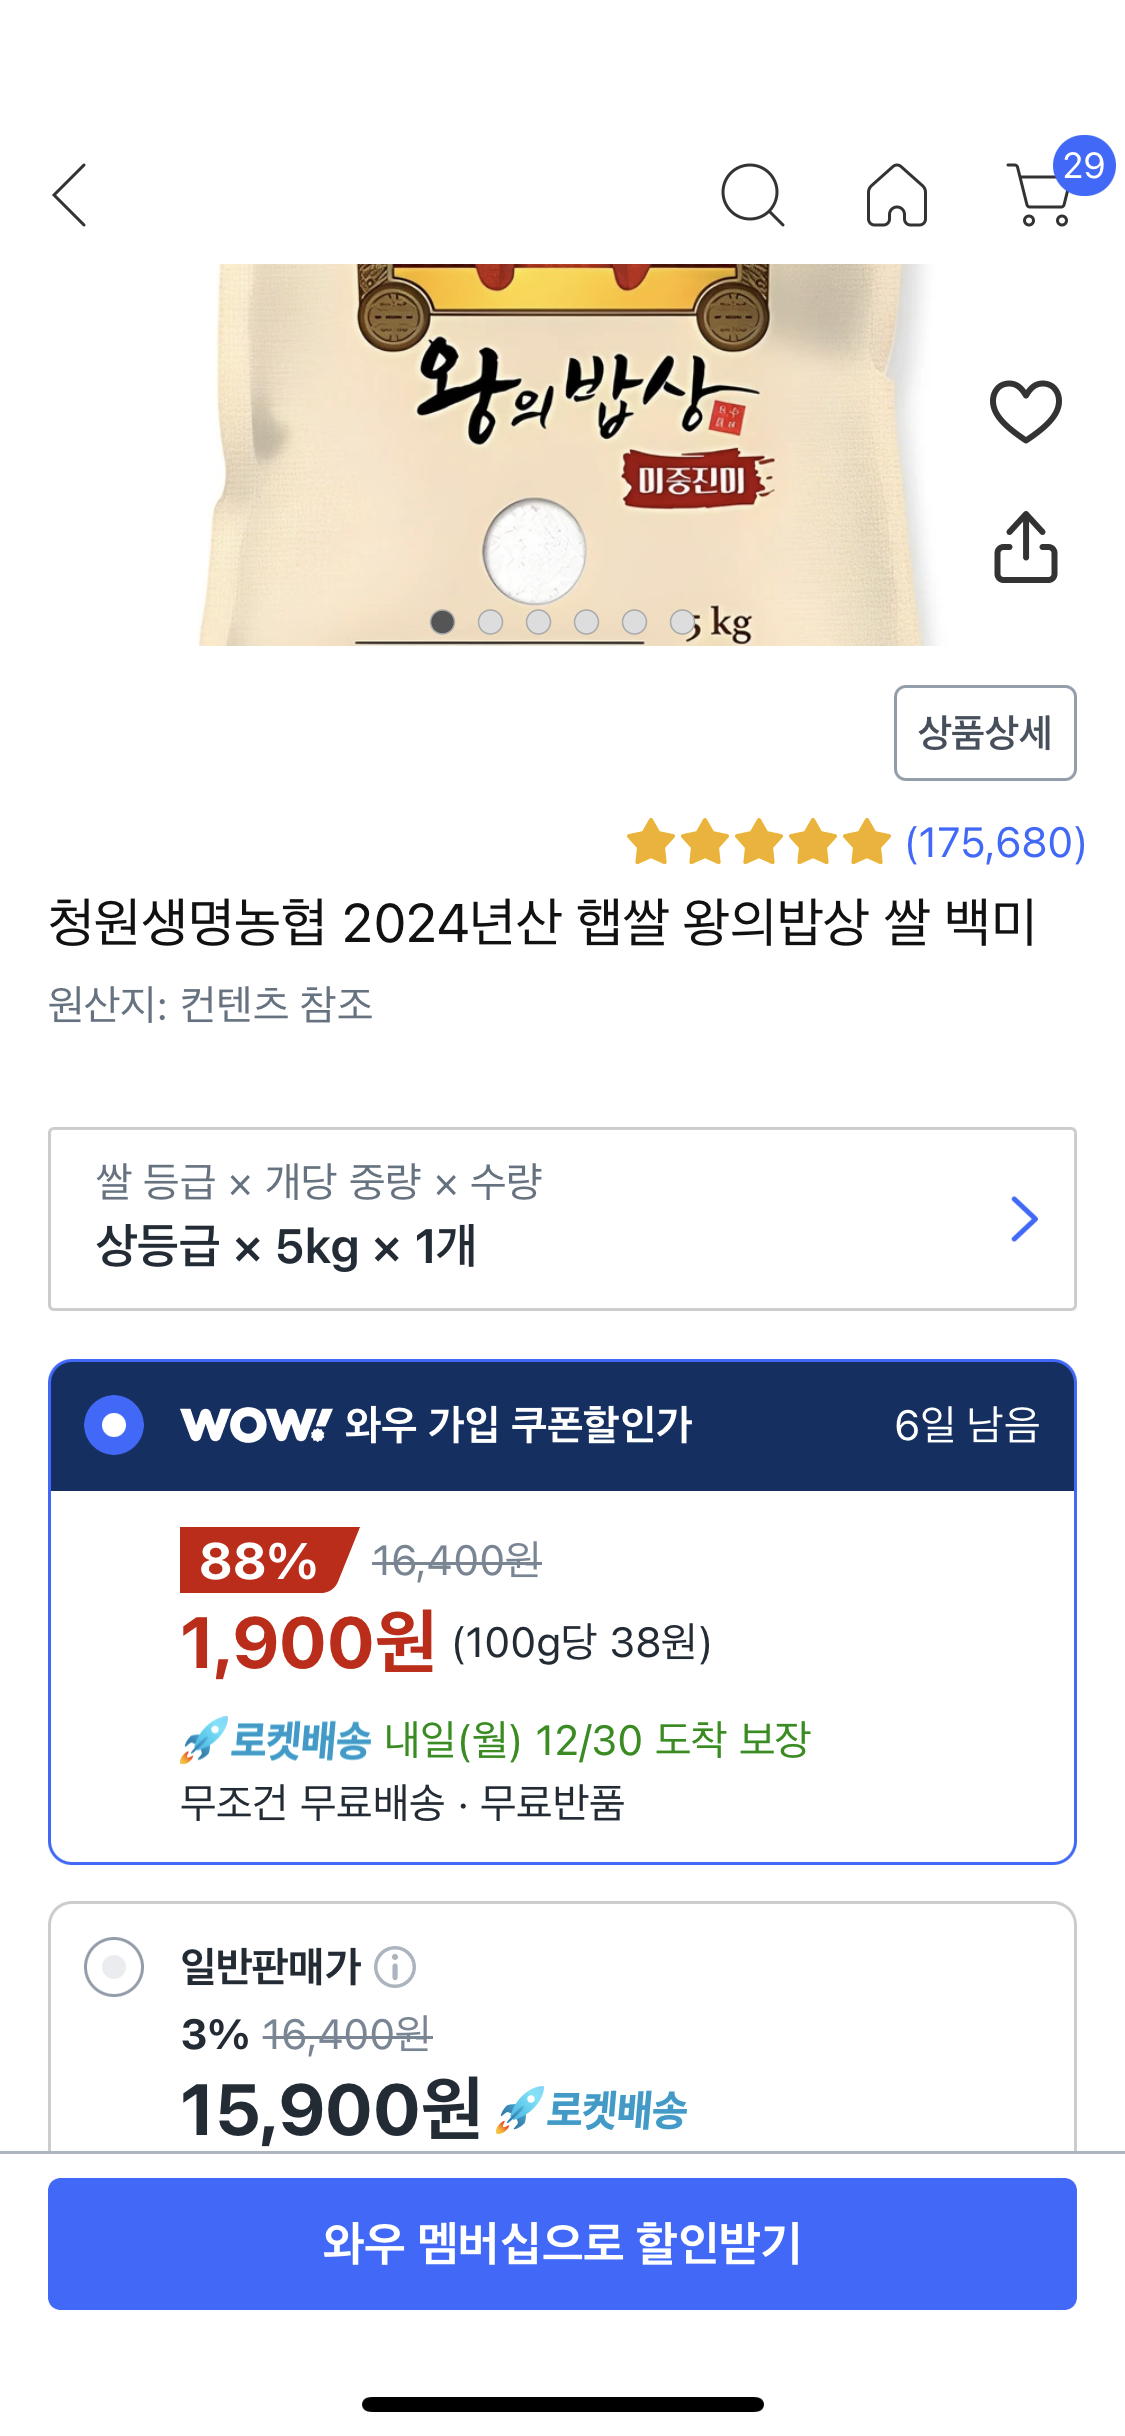 29
왕의밥상
미중진미
5 kg
상품상세
(175,680)
청원생명농협 2024년산 햅쌀 왕의밥상 쌀 백미
원산지: 컨텐츠 참조
쌀 등급 × 개당 중량 × 수량
상등급 × 5kg × 1개
WOW! 와우 가입 쿠폰할인가
6일 남음
88% 16,400원
1,900원 (100g당 38원)
로켓배송 내일(월) 12/30 도착 보장
무조건 무료배송 · 무료반품
일반판매가
3% 16,400원
15,900원 로켓배송
와우 멤버십으로 할인받기